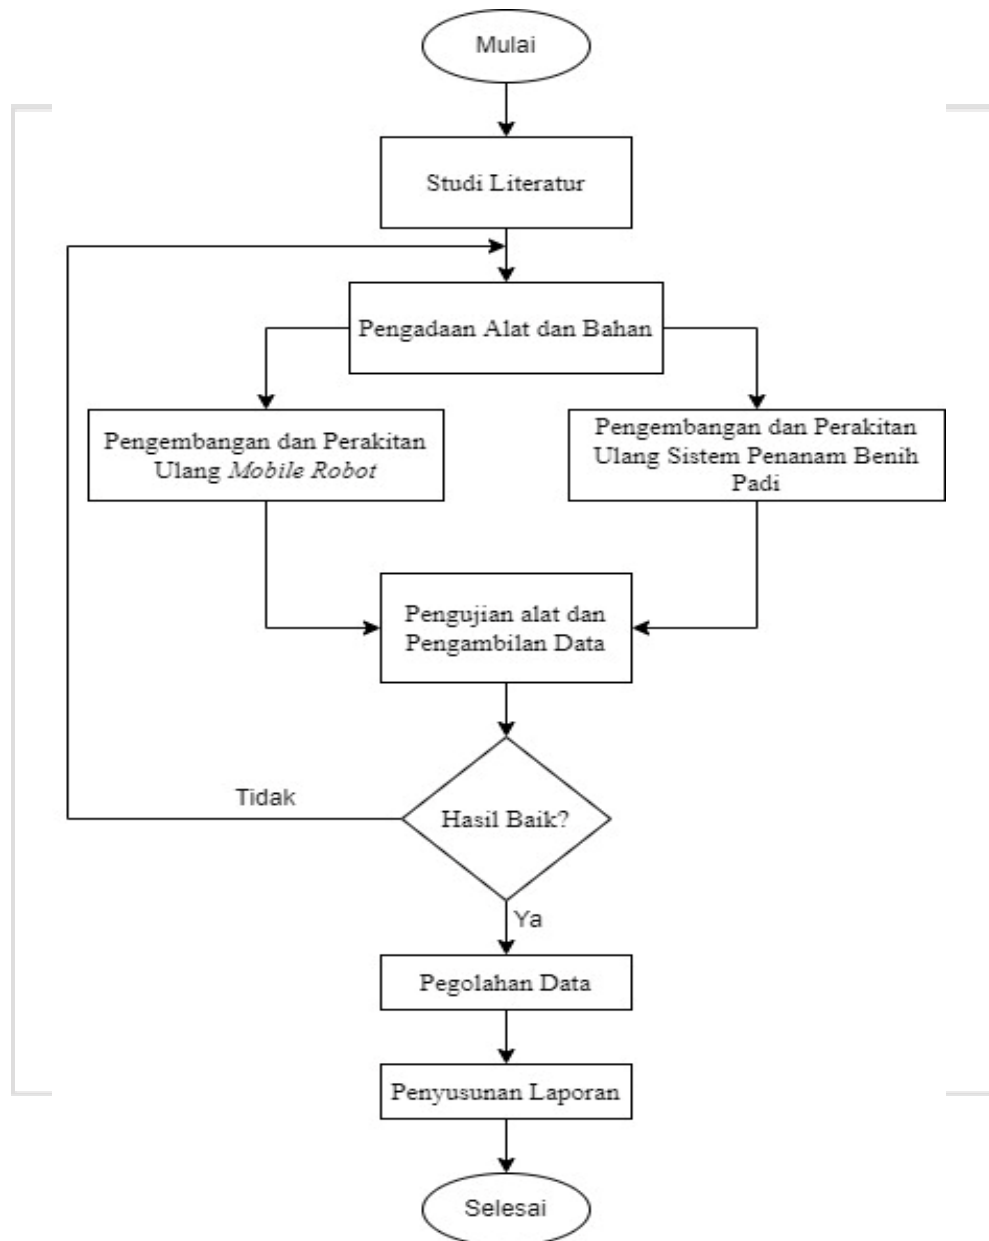 Mulai
Studi Literatur
Pengadaan Alat dan Bahan
Pengembangan dan Perakitan
Ulang Mobile Robot
Pengembangan dan Perakitan
Ulang Sistem Penanam Benih
Padi
Pengujian alat dan
Pengambilan Data
Tidak
Hasil Baik?
Ya
Pegolahan Data
Penyusunan Laporan
Selesai